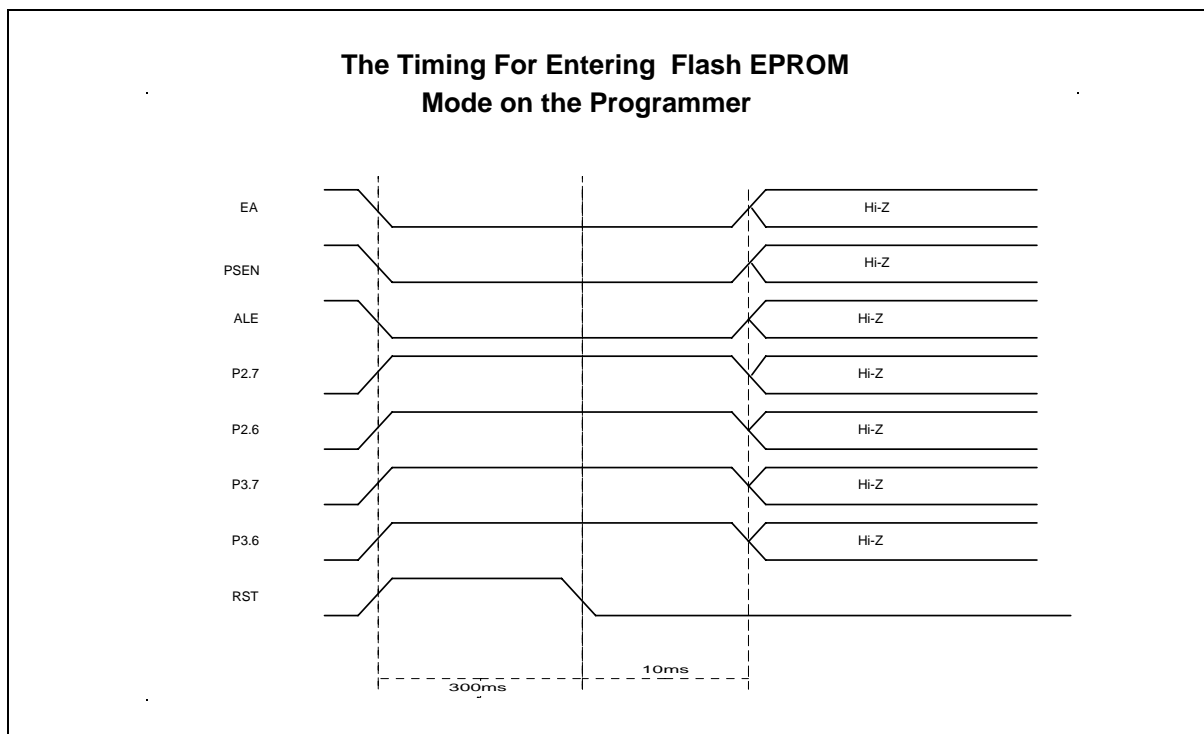 The Timing For Entering Flash EPROM
Mode on the Programmer
EA
Hi-Z
PSEN
Hi-Z
ALE
Hi-Z
P2.7
Hi-Z
P2.6
Hi-Z
P3.7
Hi-Z
P3.6
Hi-Z
RST
10ms
300ms